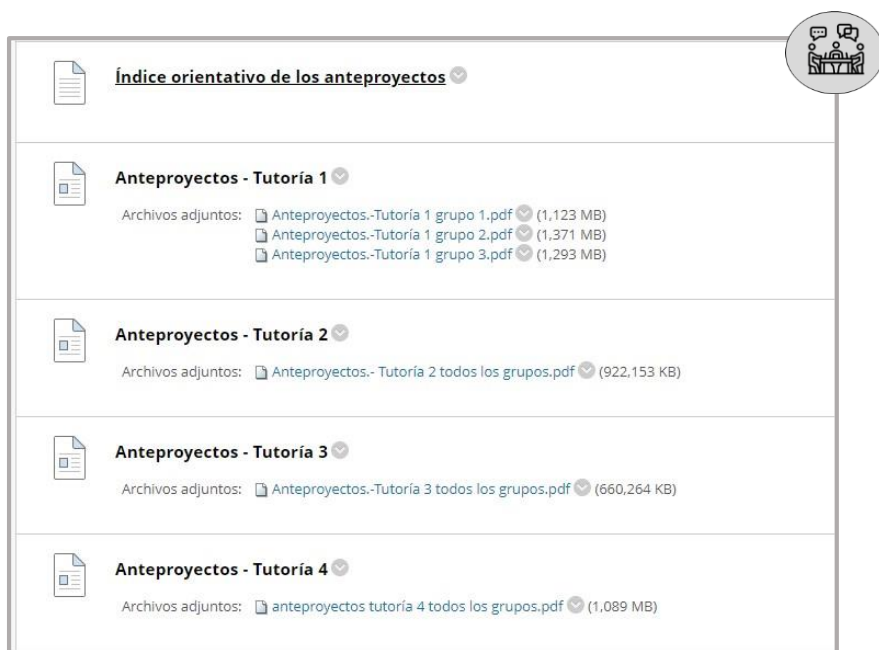 Índice orientativo de los anteproyectos
Anteproyectos - Tutoría 1
Archivos adjuntos: Anteproyectos.-Tutoría 1 grupo 1.pdf (1,123 MB)
Anteproyectos.-Tutoría 1 grupo 2.pdf (1,371 MB)
Anteproyectos.-Tutoría 1 grupo 3.pdf (1,293 MB)
Anteproyectos - Tutoría 2
Archivos adjuntos: Anteproyectos.- Tutoría 2 todos los grupos.pdf (922,153 KB)
Anteproyectos - Tutoría 3
Archivos adjuntos: Anteproyectos.-Tutoría 3 todos los grupos.pdf (660,264 KB)
Anteproyectos - Tutoría 4
Archivos adjuntos: anteproyectos tutoría 4 todos los grupos.pdf (1,089 MB)